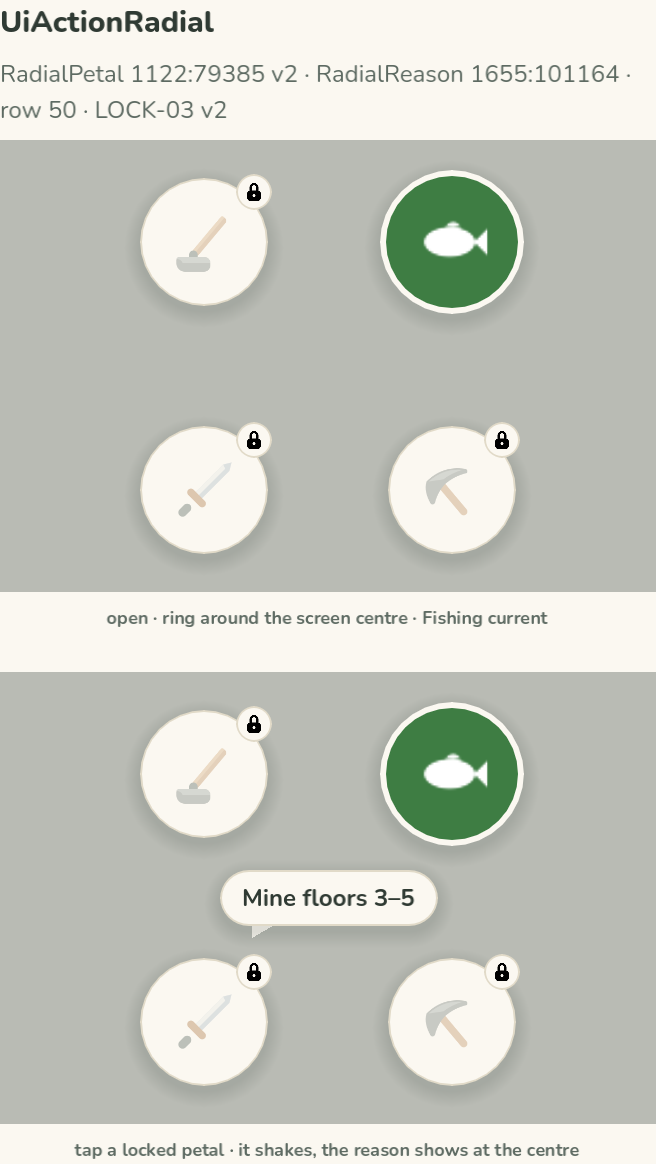 UiActionRadial
RadialPetal 1122:79385 v2 · RadialReason 1655:101164 ·
row 50 · LOCK-03 v2
open · ring around the screen centre · Fishing current
Mine floors 3–5
tap a locked petal · it shakes, the reason shows at the centre